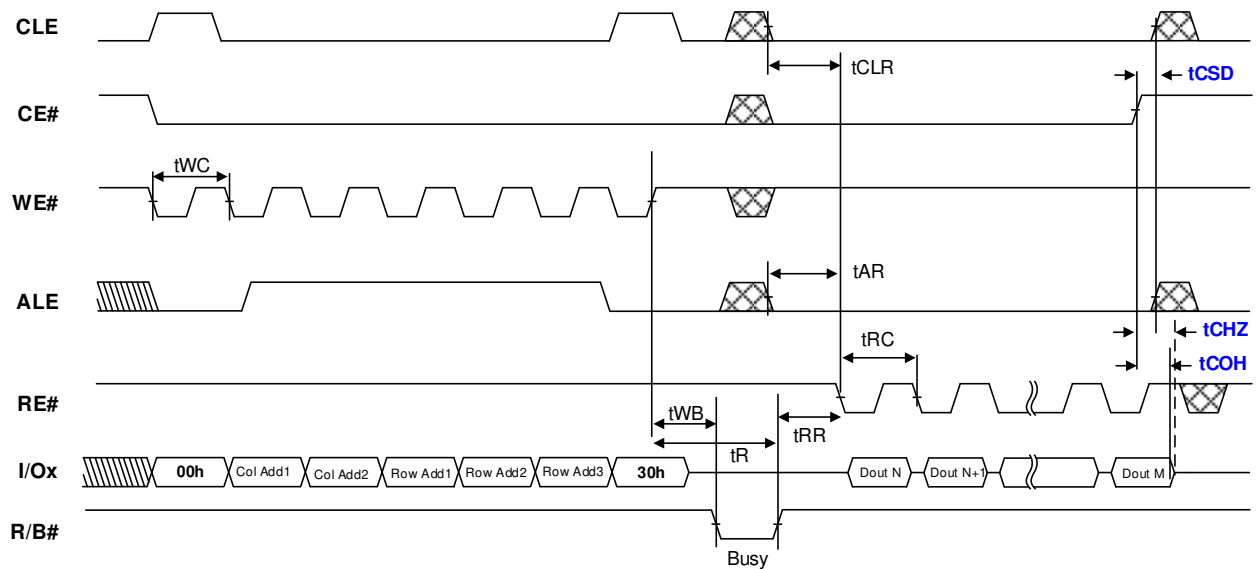 CLE
tCLR
tCSD
CE#
tWC
WE#
tAR
ALE
tCHZ
tRC
tCOH
RE#
tWB
tRR
tR
I/Ox
00h Col Add1 Col Add2 Row Add1 Row Add2 Row Add3 30h Dout N Dout N+1 Dout M
R/B#
Busy